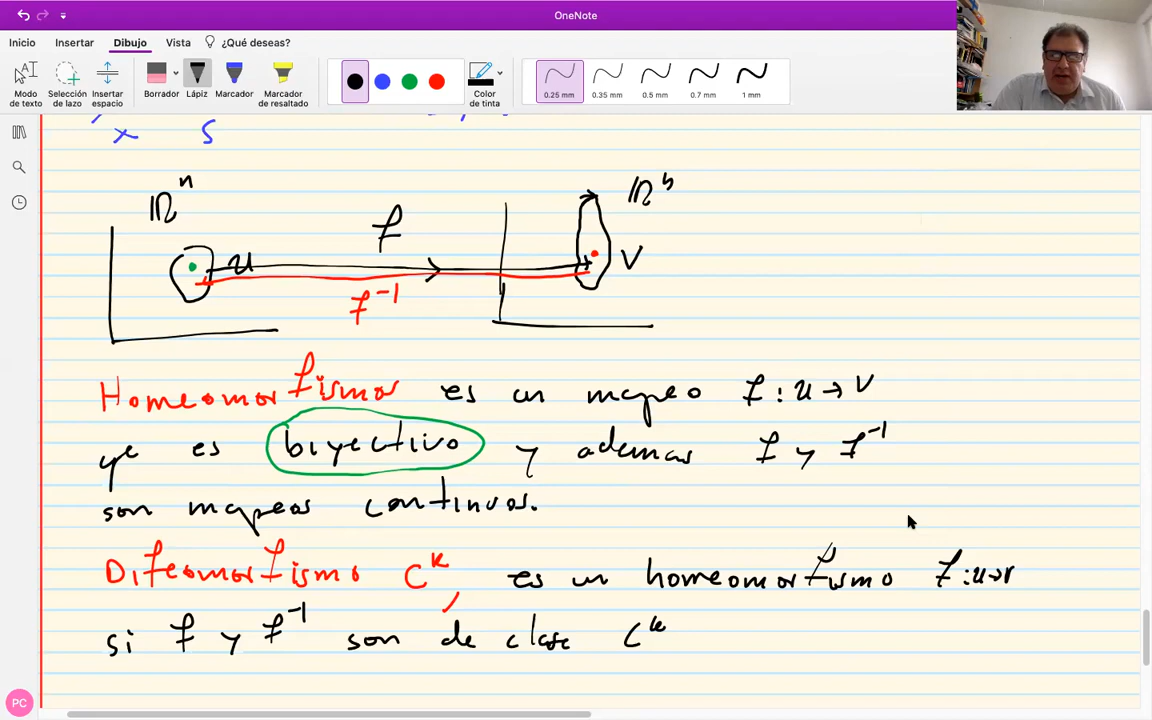 OneNote
Inicio Insertar Dibujo Vista ¿Qué deseas?
Modo de texto
Selección de lazo
Insertar espacio
Borrador
Lápiz
Marcador
Marcador de resaltado
Color de tinta
0.25 mm 0.35 mm 0.5 mm 0.7 mm 1 mm
x s
ℝⁿ f ℝⁿ
u V
f⁻¹
Homeomorfismos es un mapeo f : u → V
que es biyectivo y ademas f y f⁻¹
son mapeos continuos.
Difeomorfismo Cᵏ, es un homeomorfismo f : u → v
si f y f⁻¹ son de clase Cᵏ
PC